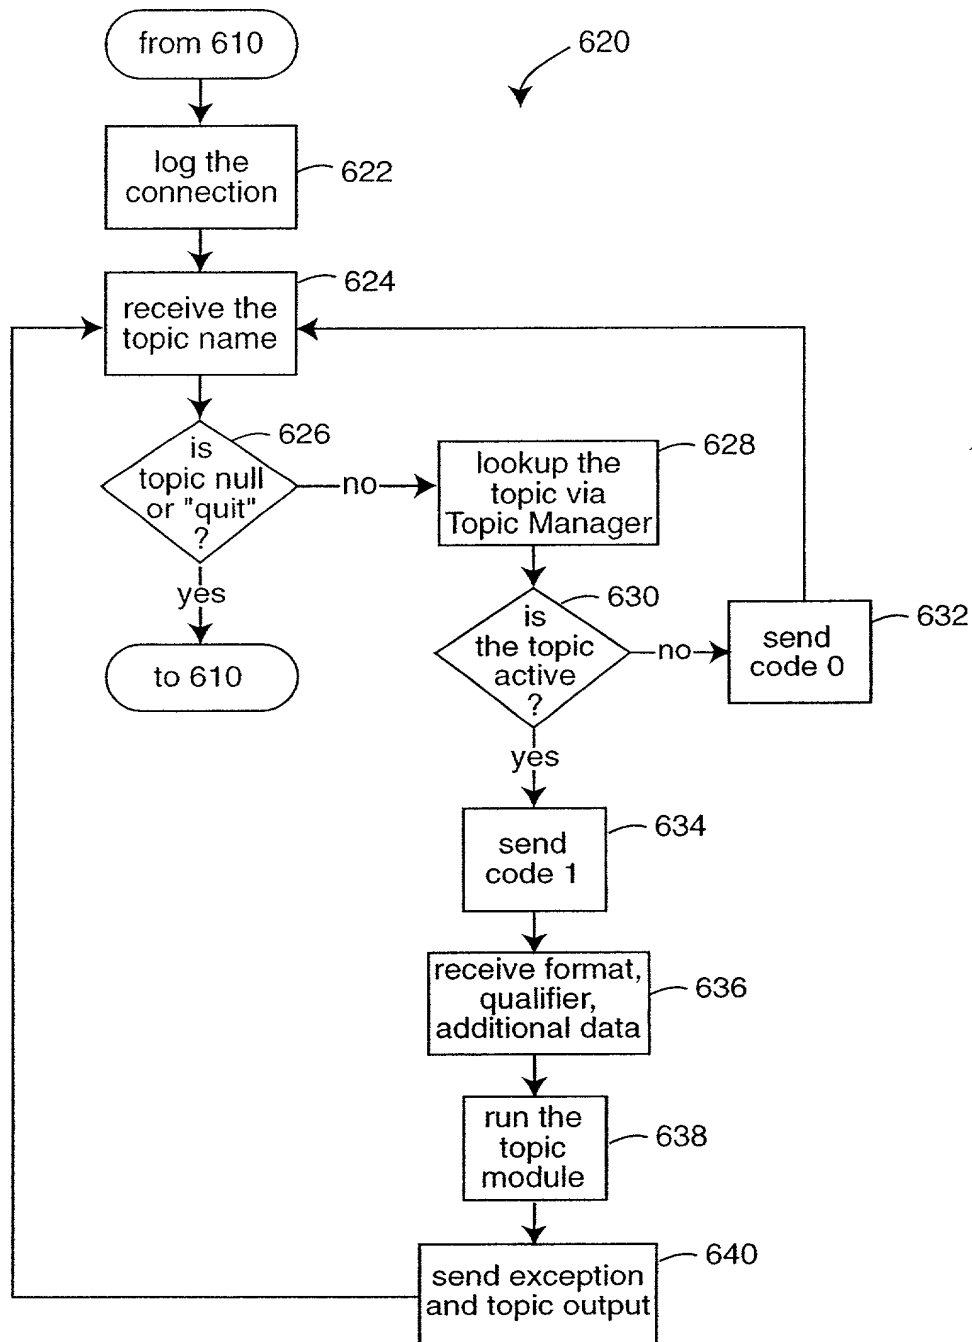 from 610
620
log the
connection
622
receive the
topic name
624
is
topic null
or "quit"
?
626
no
yes
to 610
lookup the
topic via
Topic Manager
628
is
the topic
active
?
630
no
send
code 0
632
yes
send
code 1
634
receive format,
qualifier,
additional data
636
run the
topic
module
638
send exception
and topic output
640